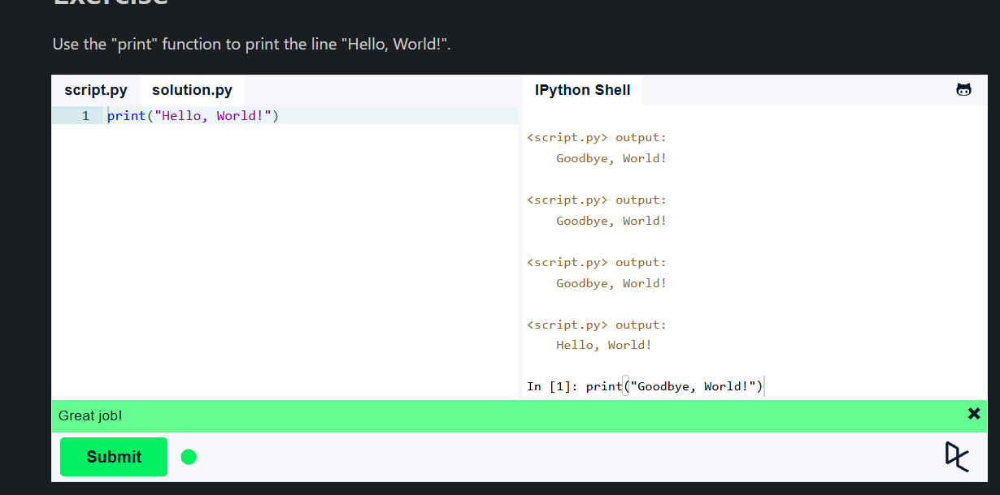 Exercise
Use the "print" function to print the line "Hello, World!".
script.py solution.py
1 print("Hello, World!")
IPython Shell
<script.py> output:
Goodbye, World!
<script.py> output:
Goodbye, World!
<script.py> output:
Goodbye, World!
<script.py> output:
Hello, World!
In [1]: print("Goodbye, World!")
Great job!
Submit